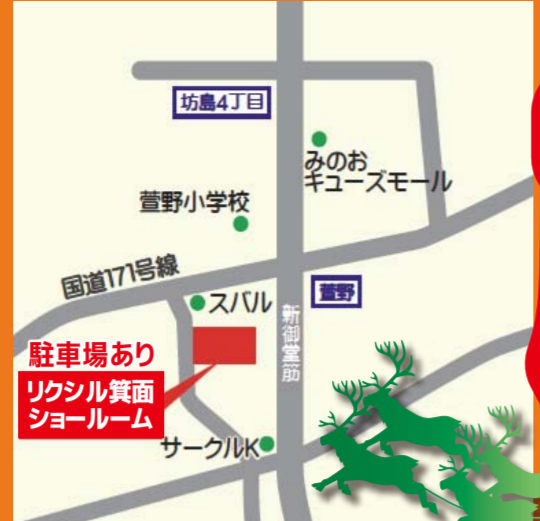 坊島4丁目
みのお
キューズモール
萱野小学校
国道171号線
萱野
スバル
新御堂筋
駐車場あり
リクシル箕面
ショールーム
サークルK